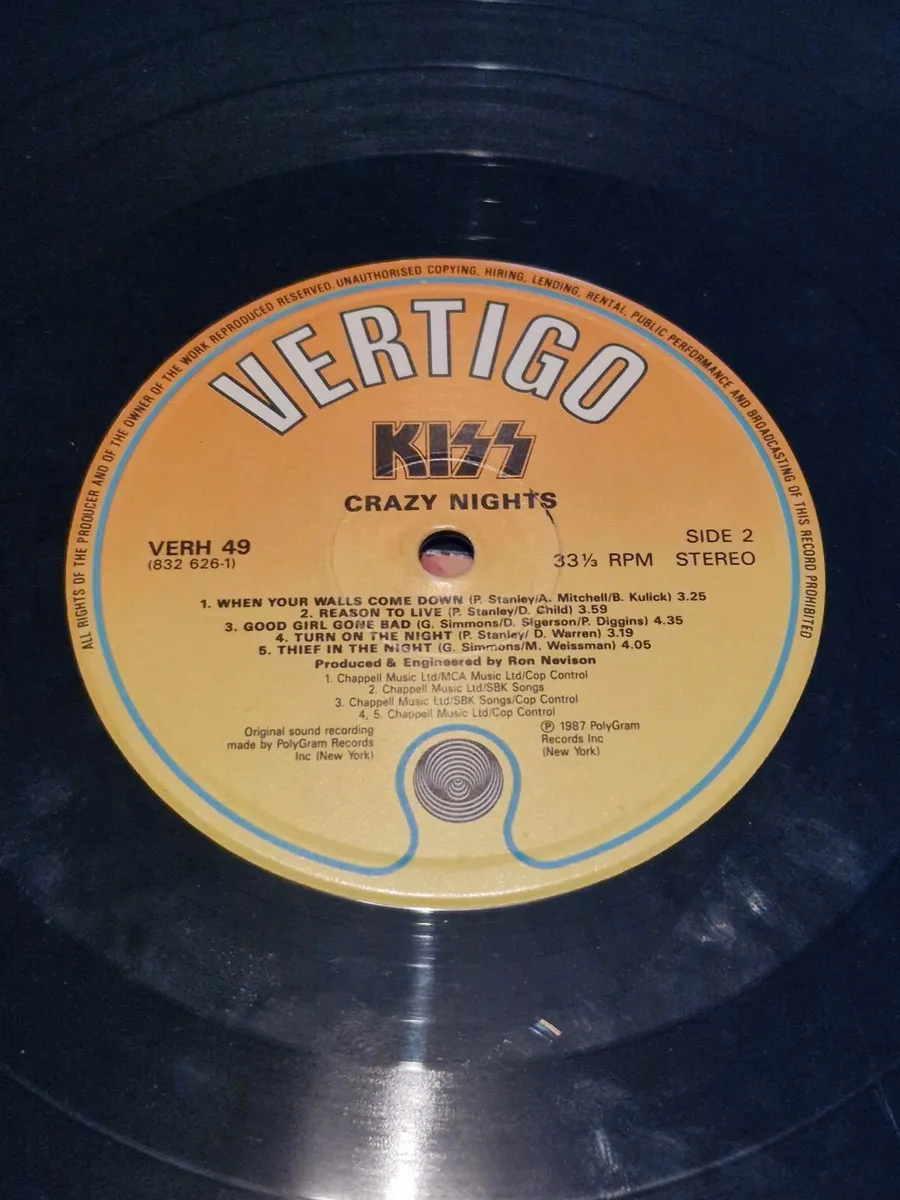 ALL RIGHTS OF THE PRODUCER AND OF THE OWNER OF THE WORK REPRODUCED RESERVED. UNAUTHORISED COPYING, HIRING, LENDING, RENTAL, PUBLIC PERFORMANCE AND BROADCASTING OF THIS RECORD PROHIBITED
VERTIGO
KISS
CRAZY NIGHTS
VERH 49
(832 626-1)
SIDE 2
33⅓ RPM STEREO
1. WHEN YOUR WALLS COME DOWN (P. Stanley/A. Mitchell/B. Kulick) 3.25
2. REASON TO LIVE (P. Stanley/D. Child) 3.59
3. GOOD GIRL GONE BAD (G. Simmons/D. Sigerson/P. Diggins) 4.35
4. TURN ON THE NIGHT (P. Stanley/ D. Warren) 3.19
5. THIEF IN THE NIGHT (G. Simmons/M. Weissman) 4.05
Produced & Engineered by Ron Nevison
1. Chappell Music Ltd/MCA Music Ltd/Cop Control
2. Chappell Music Ltd/SBK Songs
3. Chappell Music Ltd/SBK Songs/Cop Control
4, 5. Chappell Music Ltd/Cop Control
Original sound recording
made by PolyGram Records
Inc (New York)
℗ 1987 PolyGram
Records Inc
(New York)